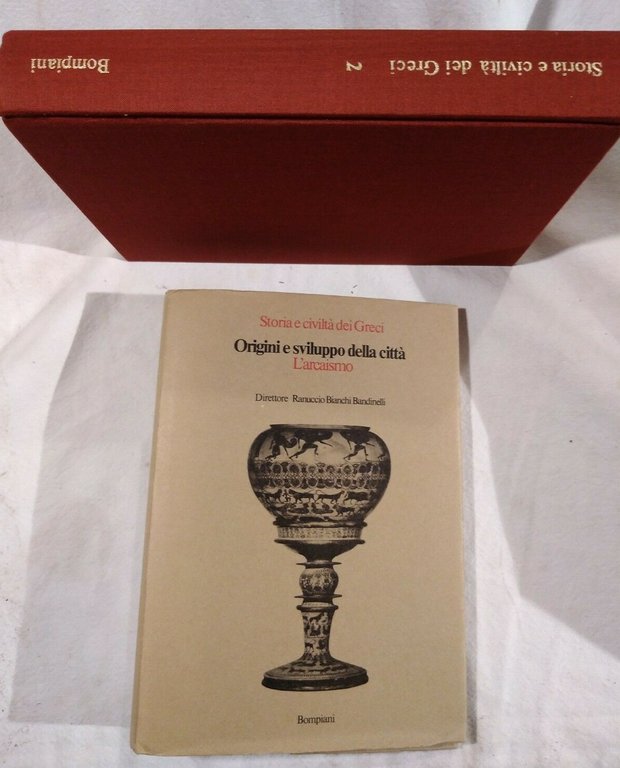 Storia e civiltà dei Greci 2 Bompiani
Storia e civiltà dei Greci
Origini e sviluppo della città
L'arcaismo
Direttore Ranuccio Bianchi Bandinelli
Bompiani